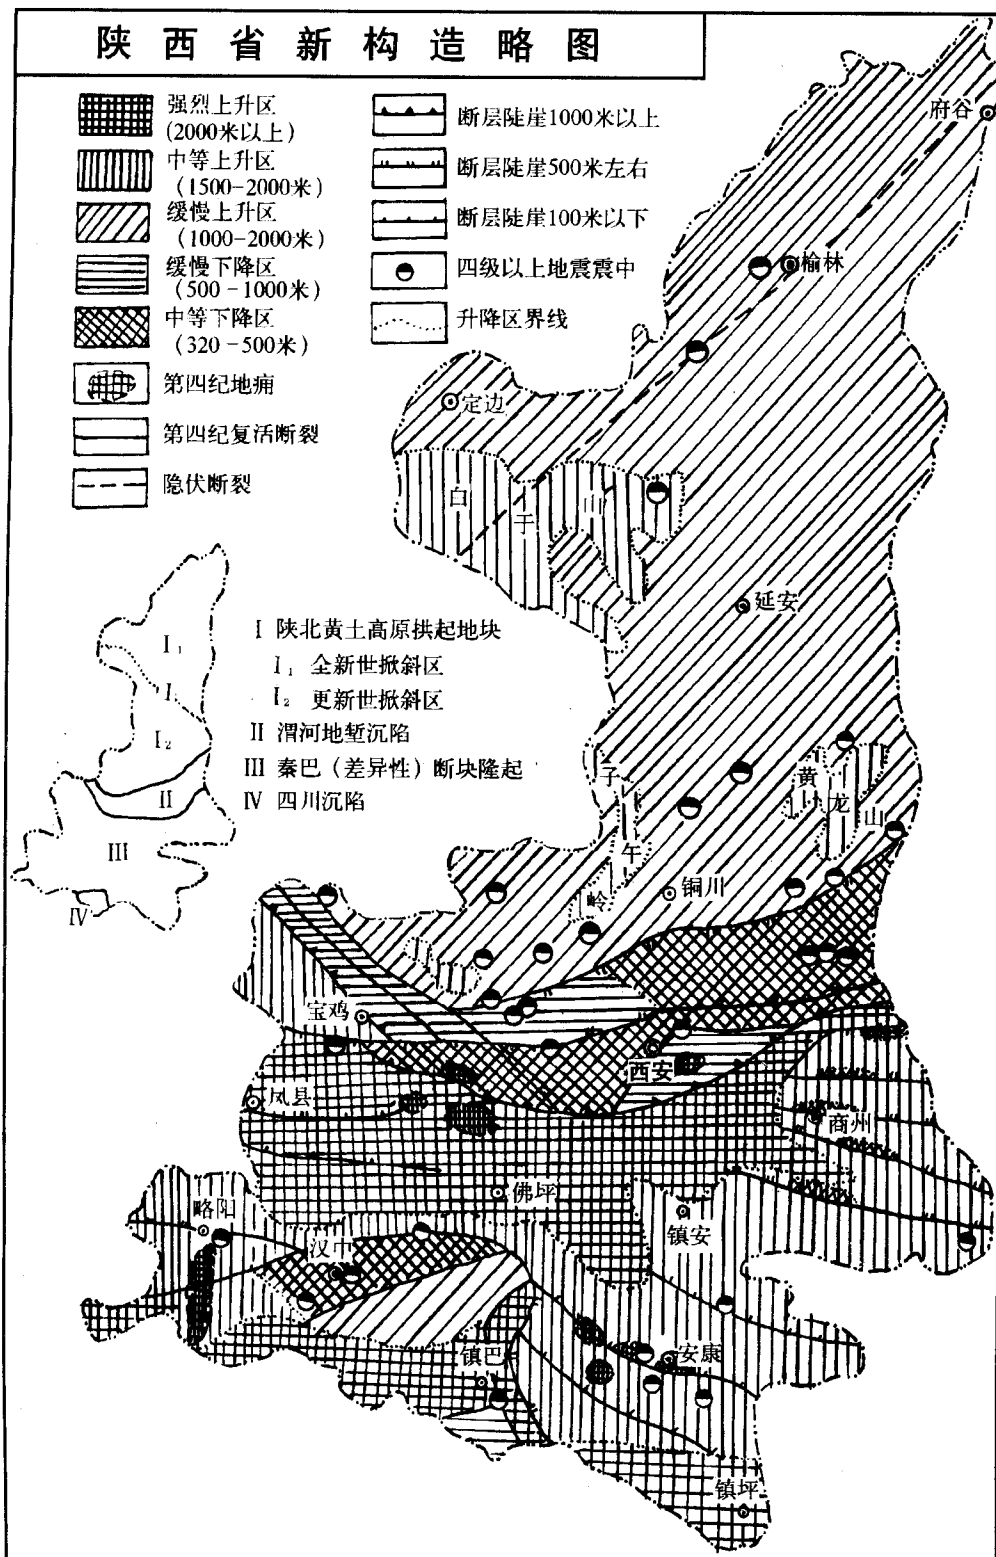 陕西省新构造略图
强烈上升区
(2000米以上)
中等上升区
(1500-2000米)
缓慢上升区
(1000-2000米)
缓慢下降区
(500-1000米)
中等下降区
(320-500米)
第四纪地痈
第四纪复活断裂
隐伏断裂
断层陡崖1000米以上
断层陡崖500米左右
断层陡崖100米以下
四级以上地震震中
升降区界线
府谷
榆林
定边
白于山
延安
I₁
I₁
I₂
II
III
IV
I 陕北黄土高原拱起地块
I₁ 全新世掀斜区
I₂ 更新世掀斜区
II 渭河地堑沉陷
III 秦巴(差异性)断块隆起
IV 四川沉陷
子午岭
黄龙山
铜川
宝鸡
西安
凤县
商州
佛坪
略阳
镇安
汉中
镇巴
安康
镇坪